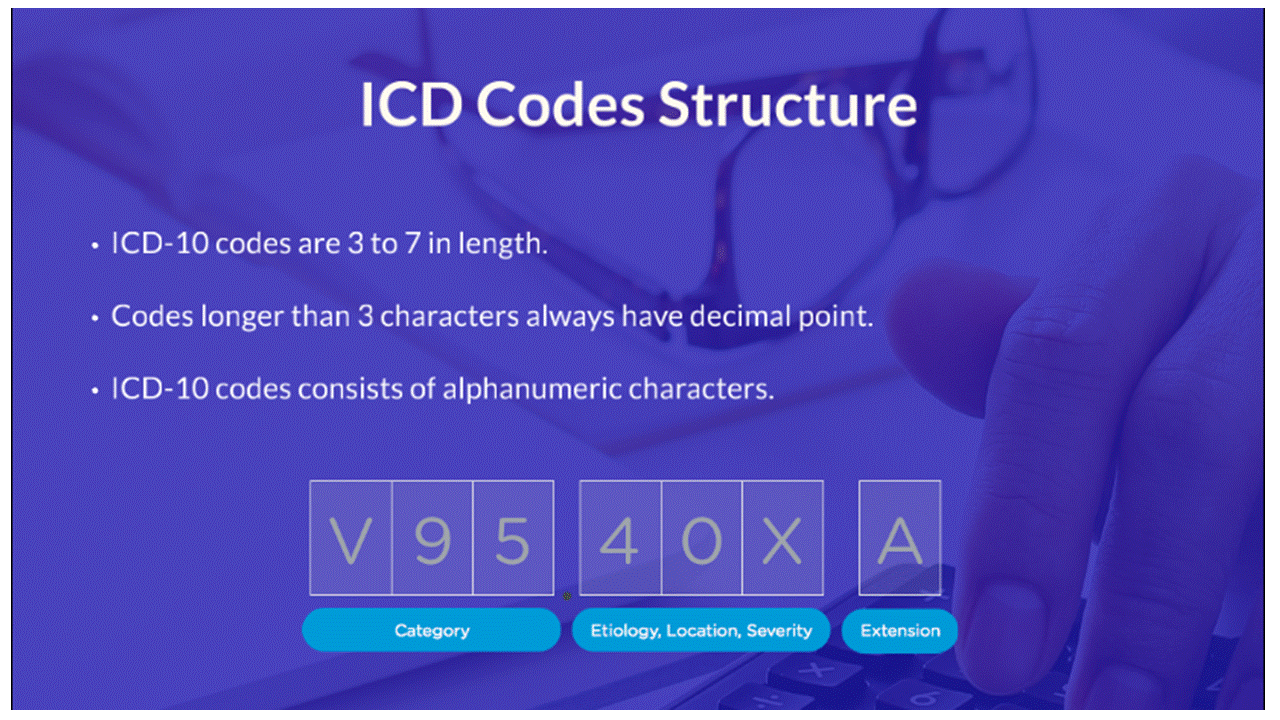 ICD Codes Structure
• ICD-10 codes are 3 to 7 in length.
• Codes longer than 3 characters always have decimal point.
• ICD-10 codes consists of alphanumeric characters.
V 9 5 . 4 0 X A
Category Etiology, Location, Severity Extension